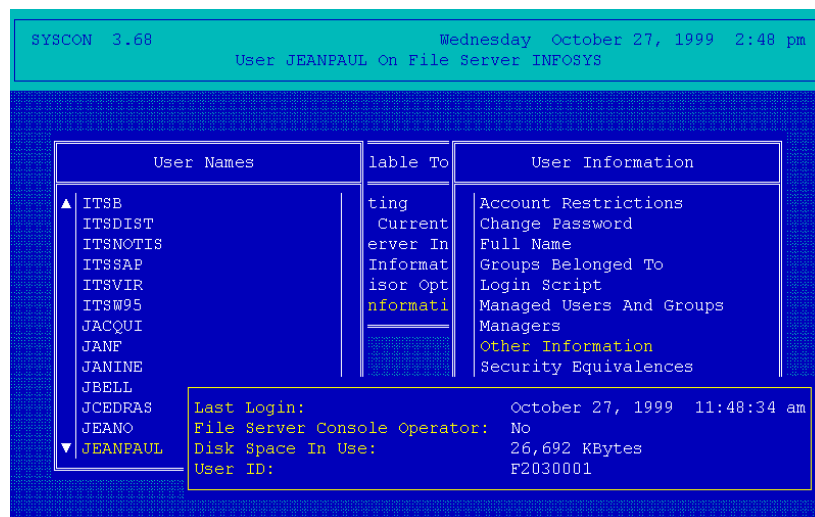 SYSCON 3.68 Wednesday October 27, 1999 2:48 pm
User JEANPAUL On File Server INFOSYS
User Names
ITSB
ITSDIST
ITSNOTIS
ITSSAP
ITSVIR
ITSW95
JACQUI
JANF
JANINE
JBELL
JCEDRAS
JEANO
JEANPAUL
lable To
ting
Current
erver In
Informat
isor Opt
nformati
User Information
Account Restrictions
Change Password
Full Name
Groups Belonged To
Login Script
Managed Users And Groups
Managers
Other Information
Security Equivalences
Last Login: October 27, 1999 11:48:34 am
File Server Console Operator: No
Disk Space In Use: 26,692 KBytes
User ID: F2030001